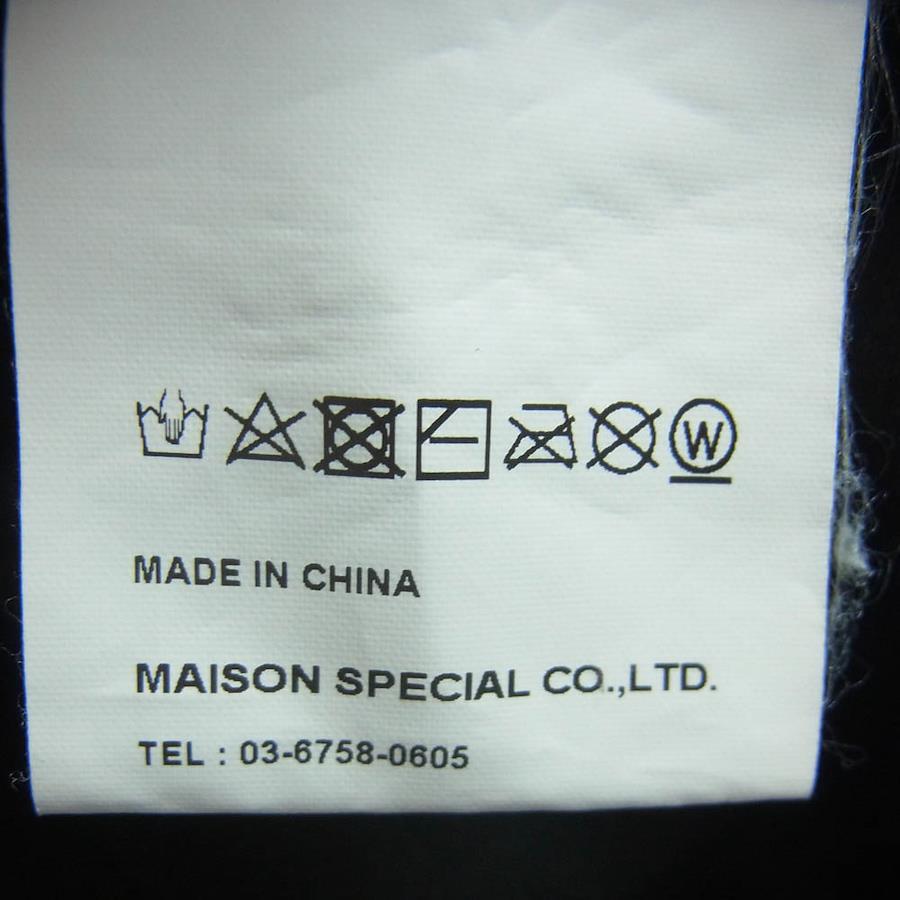 W
MADE IN CHINA
MAISON SPECIAL CO.,LTD.
TEL : 03-6758-0605